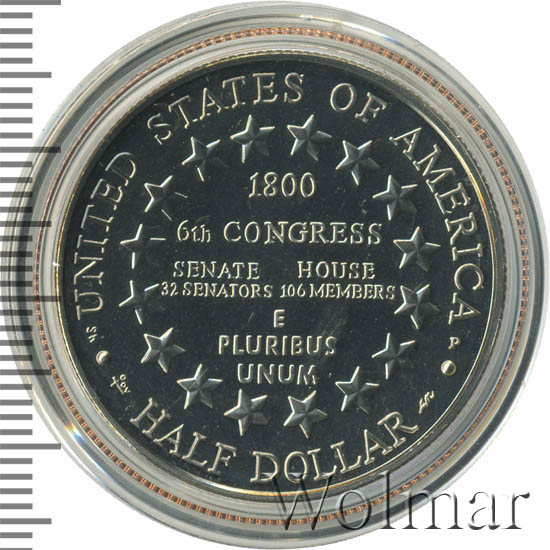 UNITED STATES OF AMERICA
1800
6th CONGRESS
SENATE HOUSE
32 SENATORS 106 MEMBERS
E
PLURIBUS
UNUM
P
HALF DOLLAR
Wolmar